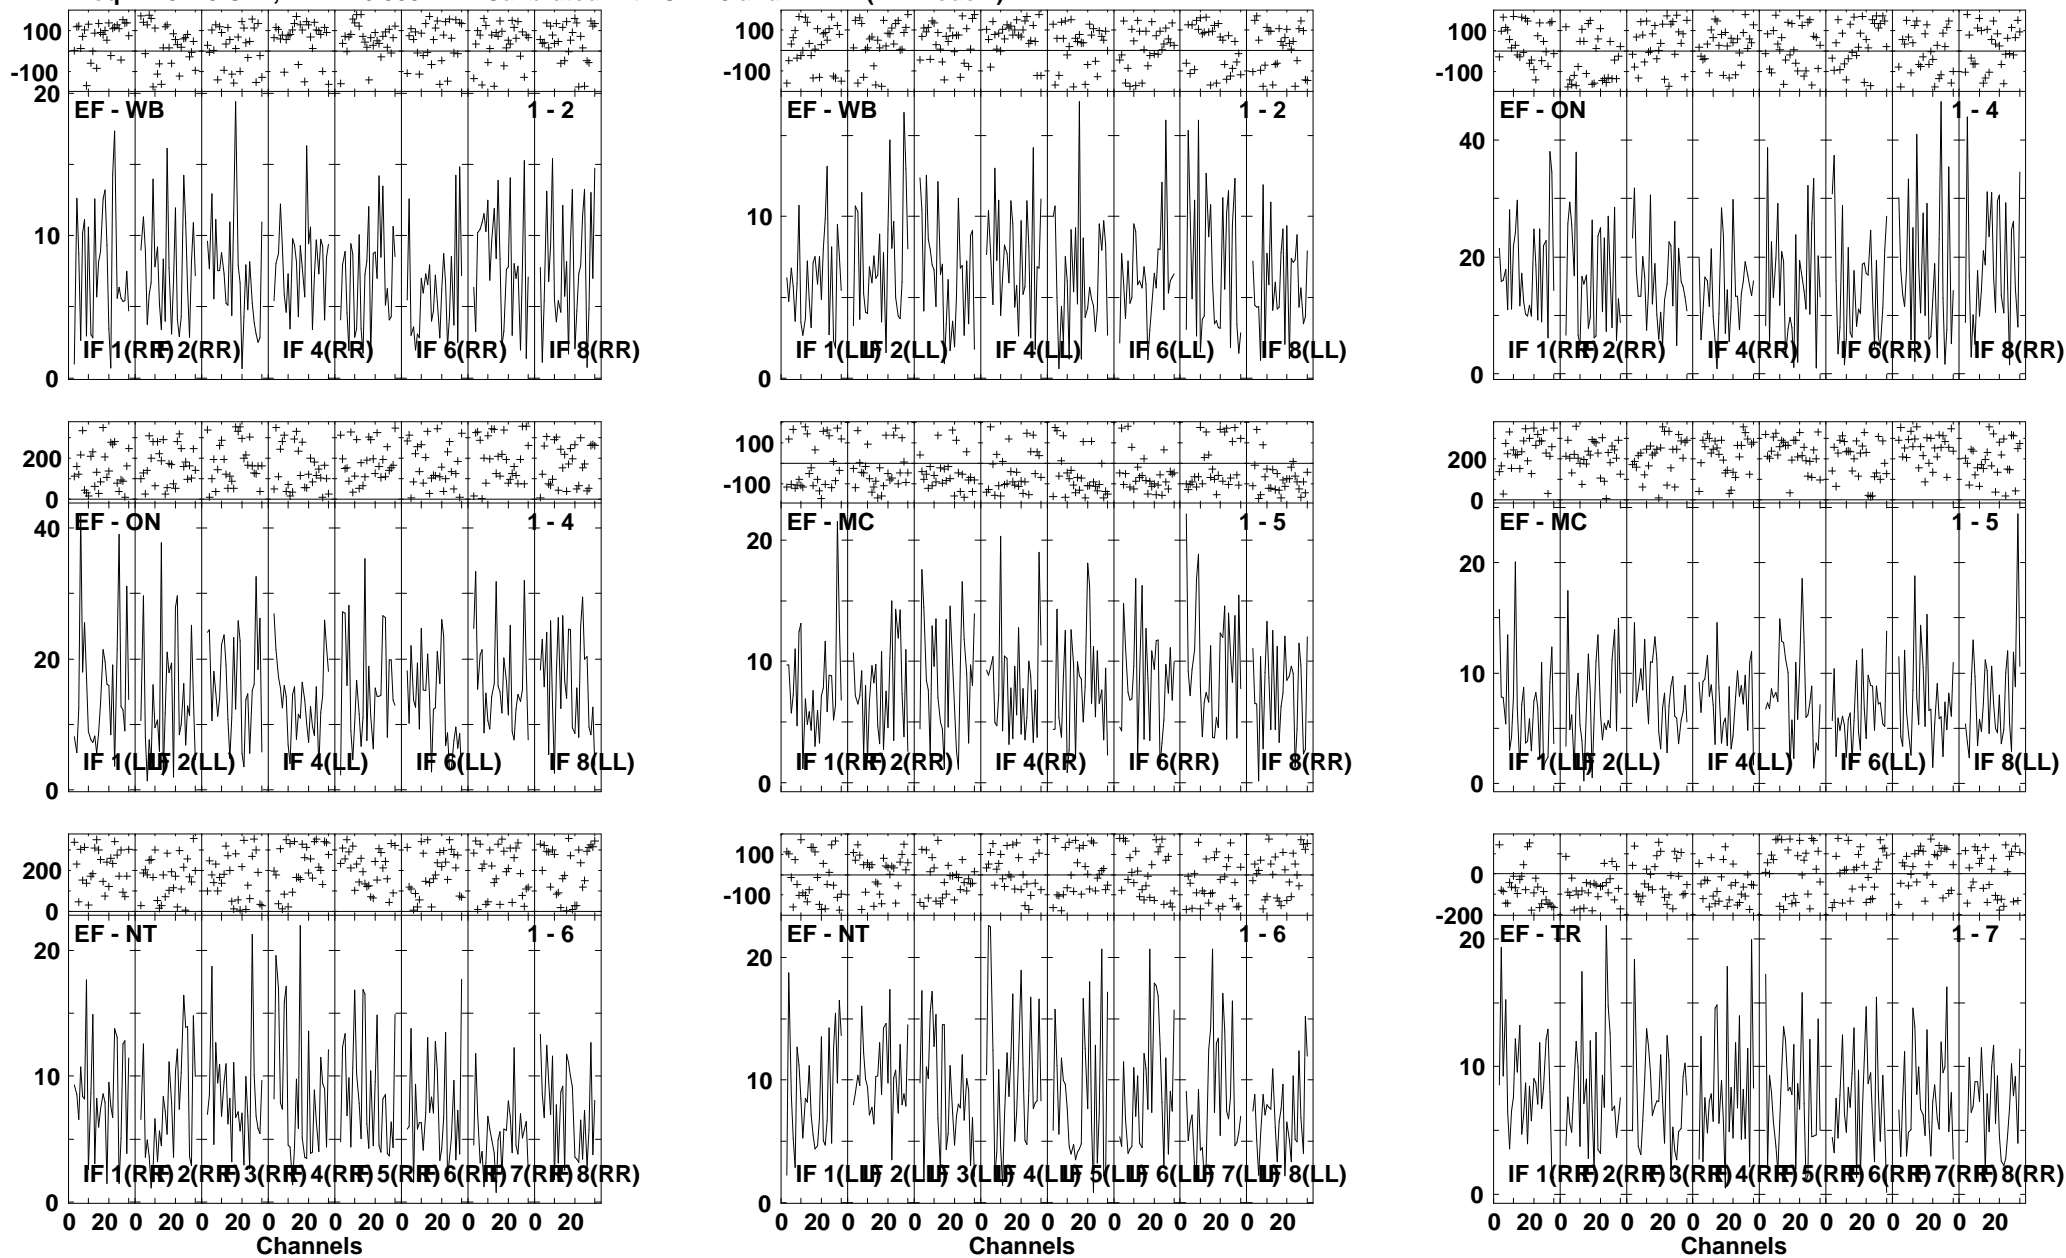 100 100 100
-100 -100 -100
20 EF - WB 1 - 2 EF - WB 1 - 2 EF - ON 1 - 4
40
10 10 20
IF 1(RR) IF 2(RR) IF 4(RR) IF 6(RR) IF 8(RR) IF 1(LL) IF 2(LL) IF 4(LL) IF 6(LL) IF 8(LL) IF 1(RR) IF 2(RR) IF 4(RR) IF 6(RR) IF 8(RR)
0 0 0
200 100 200
0 -100 0
EF - ON 1 - 4 EF - MC 1 - 5 EF - MC 1 - 5
40 20 20
20 10 10
IF 1(LL) IF 2(LL) IF 4(LL) IF 6(LL) IF 8(LL) IF 1(RR) IF 2(RR) IF 4(RR) IF 6(RR) IF 8(RR) IF 1(LL) IF 2(LL) IF 4(LL) IF 6(LL) IF 8(LL)
0 0 0
200 100 0
0 -100 -200
EF - NT 1 - 6 EF - NT 1 - 6 EF - TR 1 - 7
20 20 20
10 10 10
IF 1(RR) IF 2(RR) IF 3(RR) IF 4(RR) IF 5(RR) IF 6(RR) IF 7(RR) IF 8(RR) IF 1(LL) IF 2(LL) IF 3(LL) IF 4(LL) IF 5(LL) IF 6(LL) IF 7(LL) IF 8(LL) IF 1(RR) IF 2(RR) IF 3(RR) IF 4(RR) IF 5(RR) IF 6(RR) IF 7(RR) IF 8(RR)
0 0 0
0 20 0 20 0 20 0 20 0 20 0 20 0 20 0 20 0 20 0 20 0 20 0 20 0 20 0 20 0 20 0 20 0 20 0 20 0 20 0 20 0 20 0 20 0 20 0 20
Channels Channels